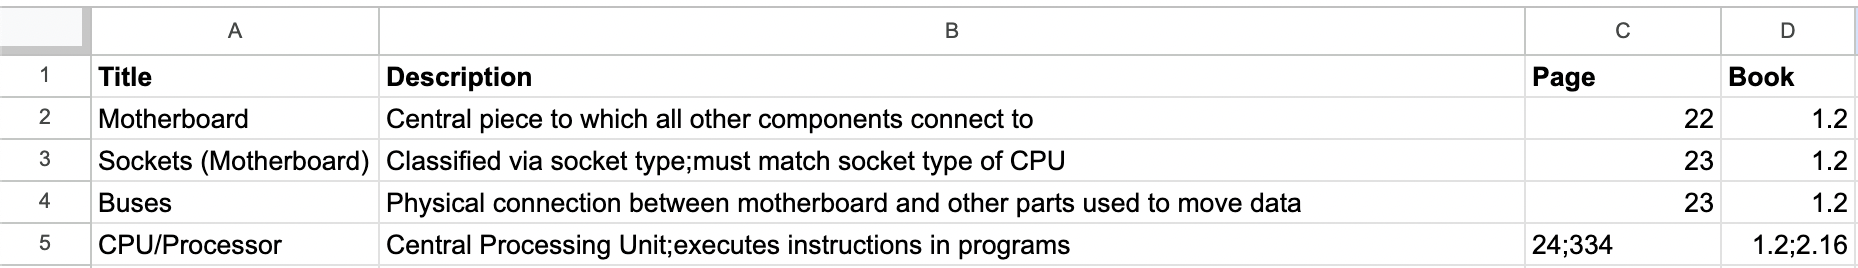 A B C D
1 Title Description Page Book
2 Motherboard Central piece to which all other components connect to 22 1.2
3 Sockets (Motherboard) Classified via socket type;must match socket type of CPU 23 1.2
4 Buses Physical connection between motherboard and other parts used to move data 23 1.2
5 CPU/Processor Central Processing Unit;executes instructions in programs 24;334 1.2;2.16